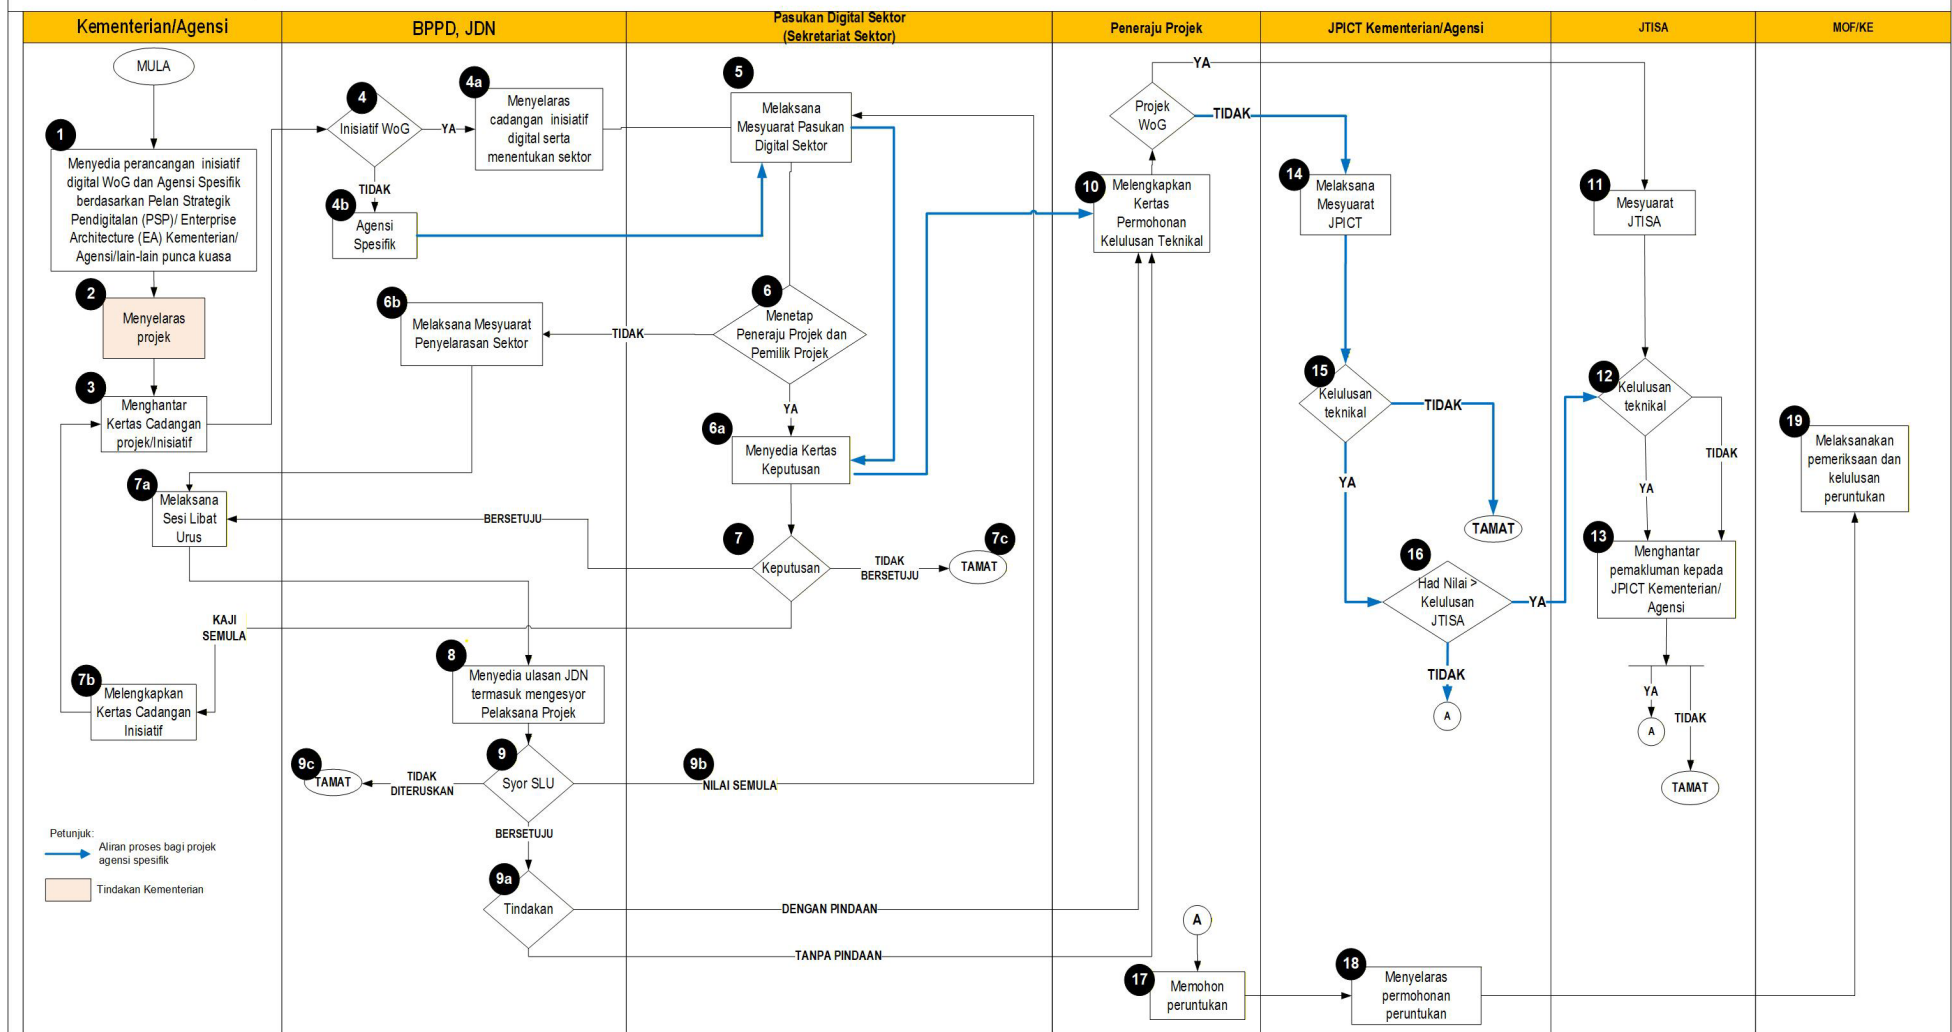 Kementerian/Agensi
BPPD, JDN
Pasukan Digital Sektor
(Sekretariat Sektor)
Peneraju Projek
JPICT Kementerian/Agensi
JTISA
MOF/KE
MULA
1
Menyedia perancangan inisiatif
digital WoG dan Agensi Spesifik
berdasarkan Pelan Strategik
Pendigitalan (PSP)/ Enterprise
Architecture (EA) Kementerian/
Agensi/lain-lain punca kuasa
2
Menyelaras
projek
3
Menghantar
Kertas Cadangan
projek/Inisiatif
7a
Melaksana
Sesi Libat
Urus
KAJI
SEMULA
7b
Melengkapkan
Kertas Cadangan
Inisiatif
Petunjuk:
Aliran proses bagi projek
agensi spesifik
Tindakan Kementerian
4
Inisiatif WoG
YA
TIDAK
4a
Menyelaras
cadangan inisiatif
digital serta
menentukan sektor
4b
Agensi
Spesifik
6b
Melaksana Mesyuarat
Penyelarasan Sektor
BERSETUJU
8
Menyedia ulasan JDN
termasuk mengesyor
Pelaksana Projek
9
Syor SLU
9c
TAMAT
TIDAK
DITERUSKAN
BERSETUJU
9a
Tindakan
5
Melaksana
Mesyuarat Pasukan
Digital Sektor
6
Menetap
Peneraju Projek dan
Pemilik Projek
TIDAK
YA
6a
Menyedia Kertas
Keputusan
7
Keputusan
TIDAK
BERSETUJU
7c
TAMAT
9b
NILAI SEMULA
DENGAN PINDAAN
TANPA PINDAAN
Projek
WoG
YA
TIDAK
10
Melengkapkan
Kertas
Permohonan
Kelulusan Teknikal
A
17
Memohon
peruntukan
14
Melaksana
Mesyuarat
JPICT
15
Kelulusan
teknikal
TIDAK
YA
TAMAT
16
Had Nilai >
Kelulusan
JTISA
YA
TIDAK
A
18
Menyelaras
permohonan
peruntukan
11
Mesyuarat
JTISA
12
Kelulusan
teknikal
TIDAK
YA
13
Menghantar
pemakluman kepada
JPICT Kementerian/
Agensi
YA
TIDAK
A
TAMAT
19
Melaksanakan
pemeriksaan dan
kelulusan
peruntukan